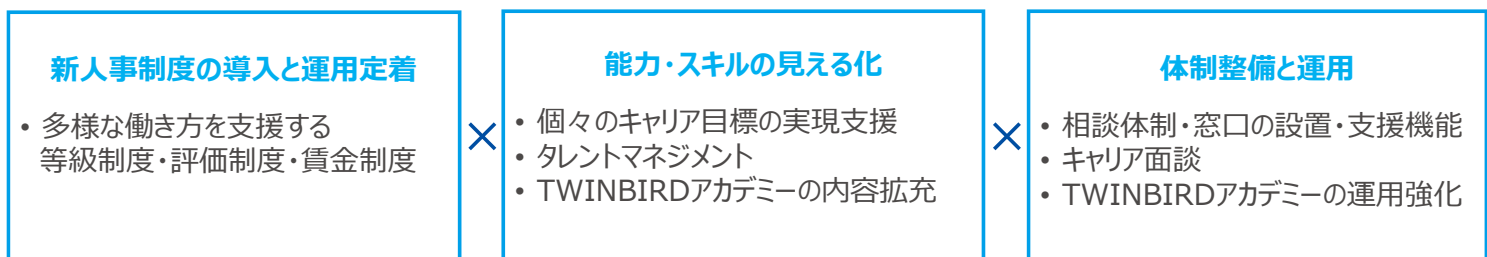 新人事制度の導入と運用定着
• 多様な働き方を支援する
等級制度・評価制度・賃金制度
×
能力・スキルの見える化
• 個々のキャリア目標の実現支援
• タレントマネジメント
• TWINBIRDアカデミーの内容拡充
×
体制整備と運用
• 相談体制・窓口の設置・支援機能
• キャリア面談
• TWINBIRDアカデミーの運用強化